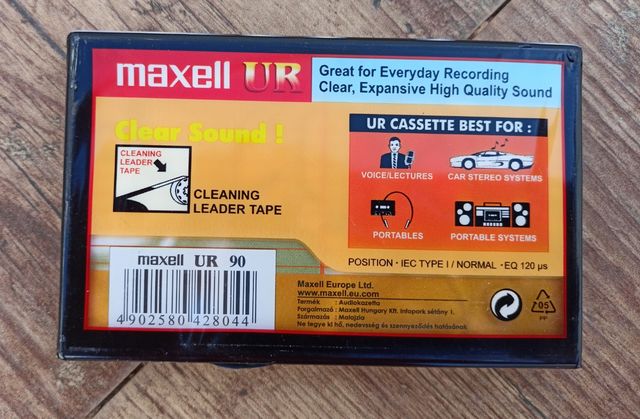 maxell UR
Great for Everyday Recording
Clear, Expansive High Quality Sound
Clear Sound !
CLEANING
LEADER
TAPE
CLEANING
LEADER TAPE
UR CASSETTE BEST FOR :
VOICE/LECTURES
CAR STEREO SYSTEMS
PORTABLES
PORTABLE SYSTEMS
POSITION · IEC TYPE I / NORMAL · EQ 120 µs
maxell UR 90
4 902580 428044
Maxell Europe Ltd.
www.maxell.eu.com
Termék : Audiokazetta
Forgalmazó : Maxell Hungary Kft. Infopark sétány 1.
Származás : Malajzia
Ne tegye ki hő, nedvesség és szennyeződés hatásának
05
PP